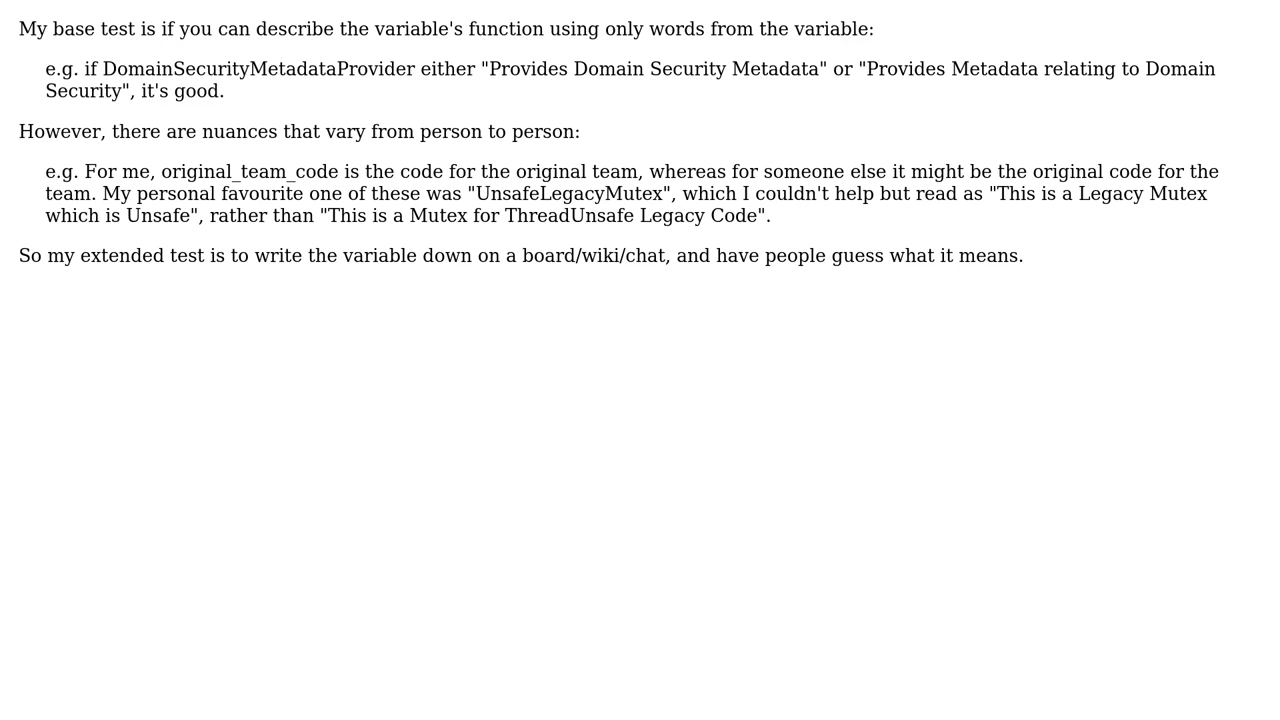 My base test is if you can describe the variable's function using only words from the variable:
e.g. if DomainSecurityMetadataProvider either "Provides Domain Security Metadata" or "Provides Metadata relating to Domain
Security", it's good.
However, there are nuances that vary from person to person:
e.g. For me, original_team_code is the code for the original team, whereas for someone else it might be the original code for the
team. My personal favourite one of these was "UnsafeLegacyMutex", which I couldn't help but read as "This is a Legacy Mutex
which is Unsafe", rather than "This is a Mutex for ThreadUnsafe Legacy Code".
So my extended test is to write the variable down on a board/wiki/chat, and have people guess what it means.